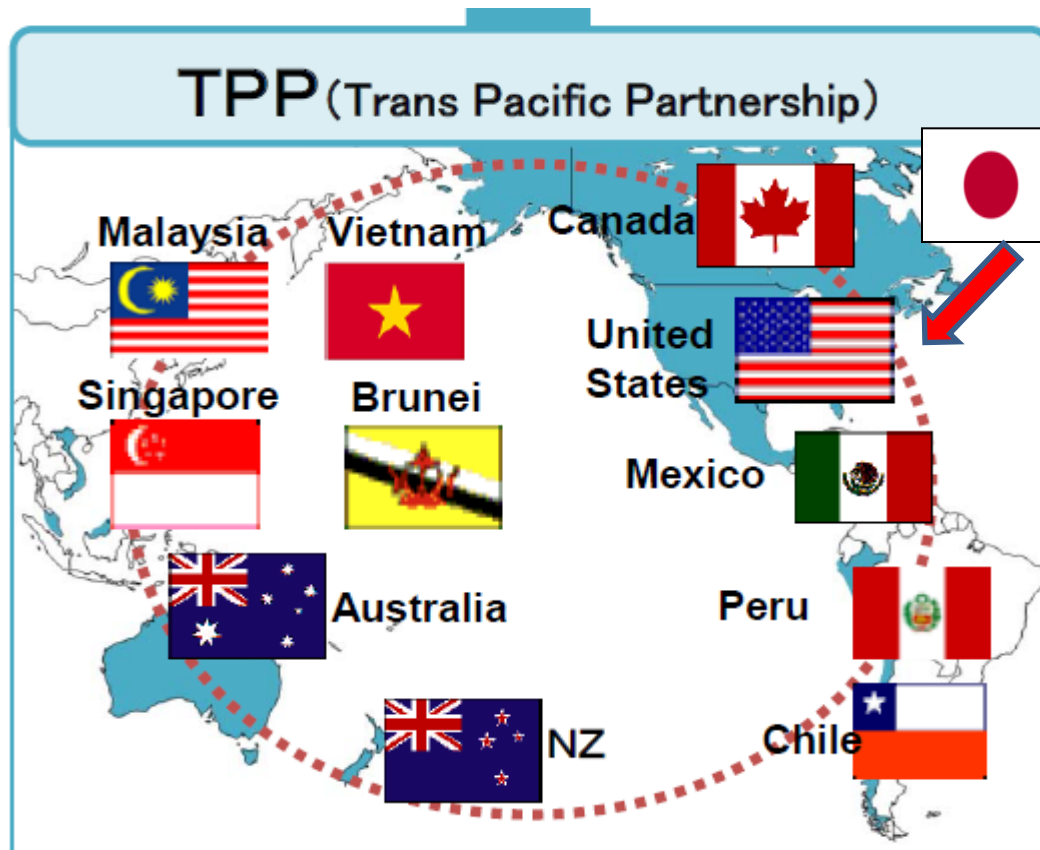 TPP(Trans Pacific Partnership)
Malaysia
Vietnam
Canada
United
States
Singapore
Brunei
Mexico
Australia
Peru
NZ
Chile